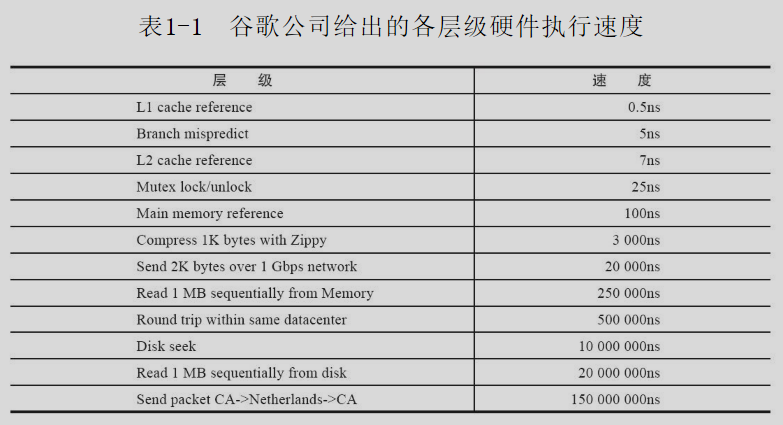 表1-1 谷歌公司给出的各层级硬件执行速度
层 级 速 度
L1 cache reference 0.5ns
Branch mispredict 5ns
L2 cache reference 7ns
Mutex lock/unlock 25ns
Main memory reference 100ns
Compress 1K bytes with Zippy 3 000ns
Send 2K bytes over 1 Gbps network 20 000ns
Read 1 MB sequentially from Memory 250 000ns
Round trip within same datacenter 500 000ns
Disk seek 10 000 000ns
Read 1 MB sequentially from disk 20 000 000ns
Send packet CA->Netherlands->CA 150 000 000ns